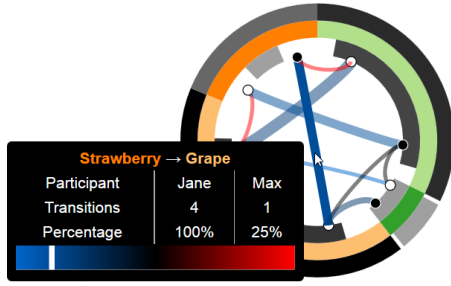 Strawberry → Grape
Participant Jane Max
Transitions 4 1
Percentage 100% 25%